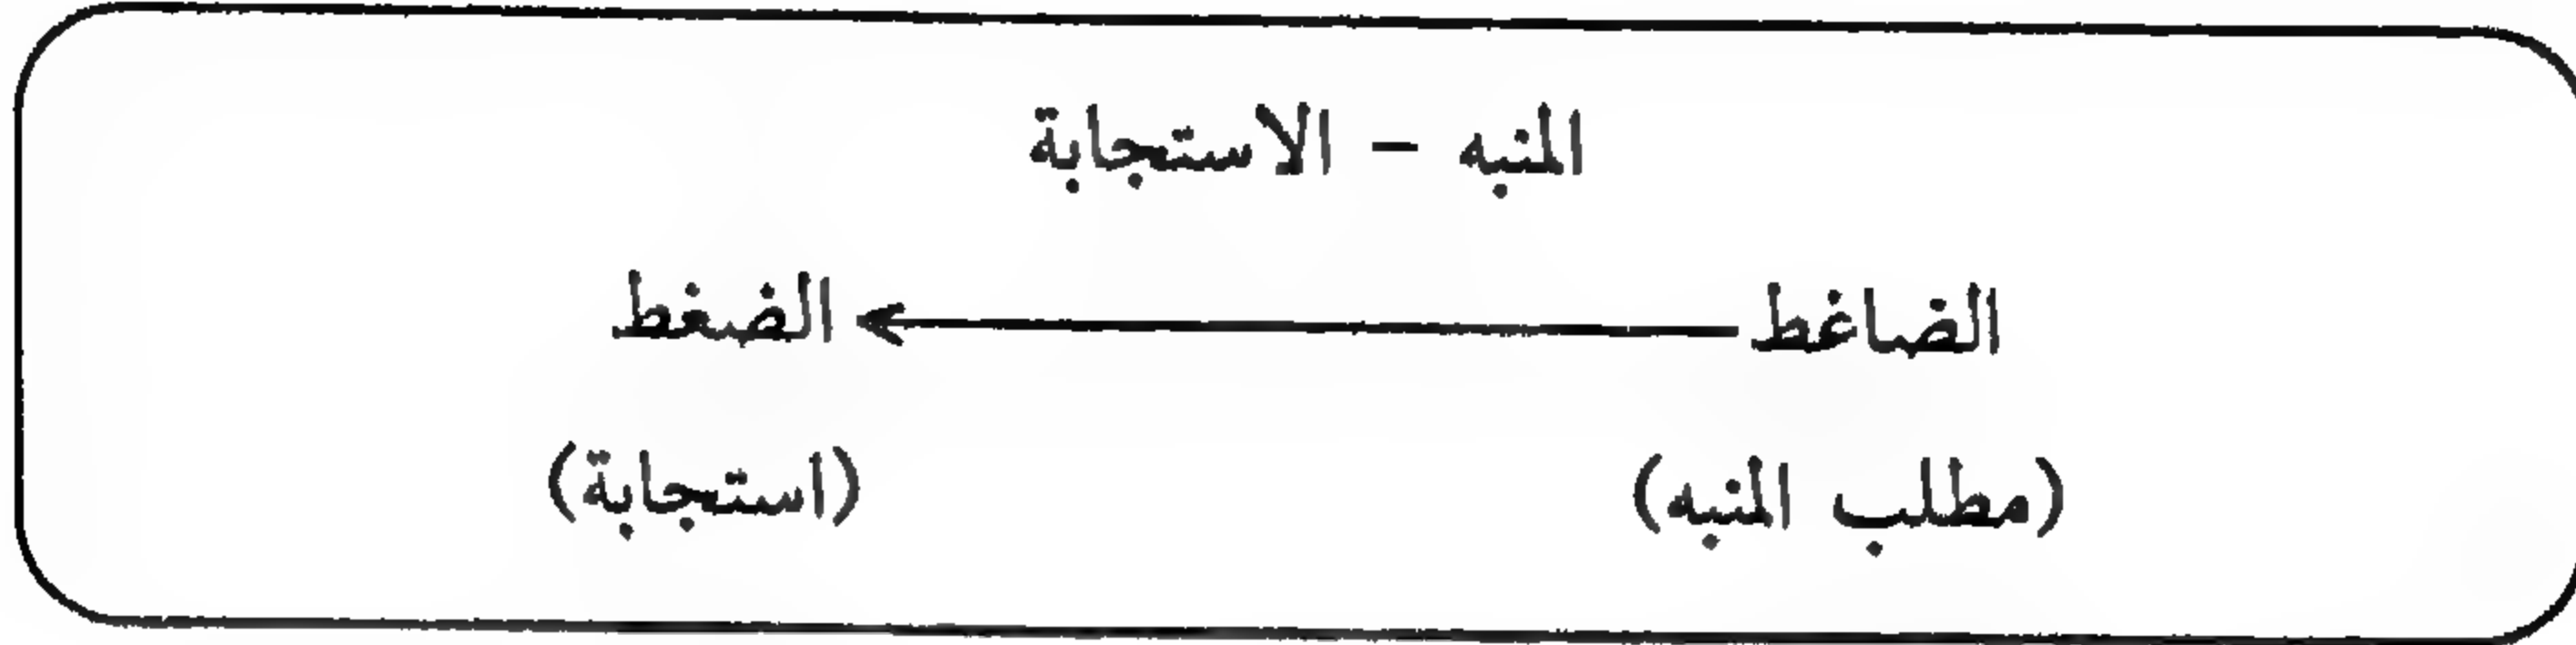 المنبه - الاستجابة
الضاغط الضغط
(مطلب المنبه) (استجابة)